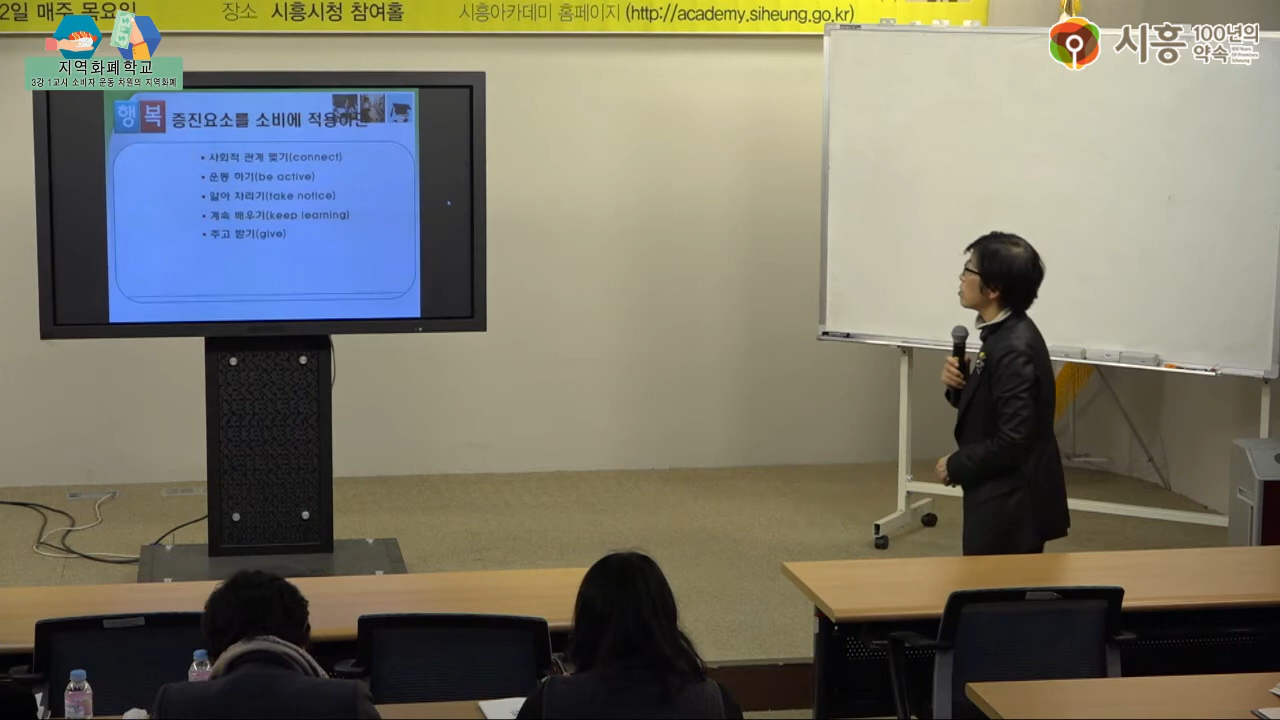 2일 매주 목요일 장소 시흥시청 참여홀 시흥아카데미 홈페이지 (http://academy.siheung.go.kr)
시흥 100년의 약속
지역화폐학교
3강 1교시 소비자 운동 차원의 지역화폐
행복 증진요소를 소비에 적용하면
• 사회적 관계 맺기(connect)
• 운동 하기(be active)
• 알아 차리기(take notice)
• 계속 배우기(keep learning)
• 주고 받기(give)